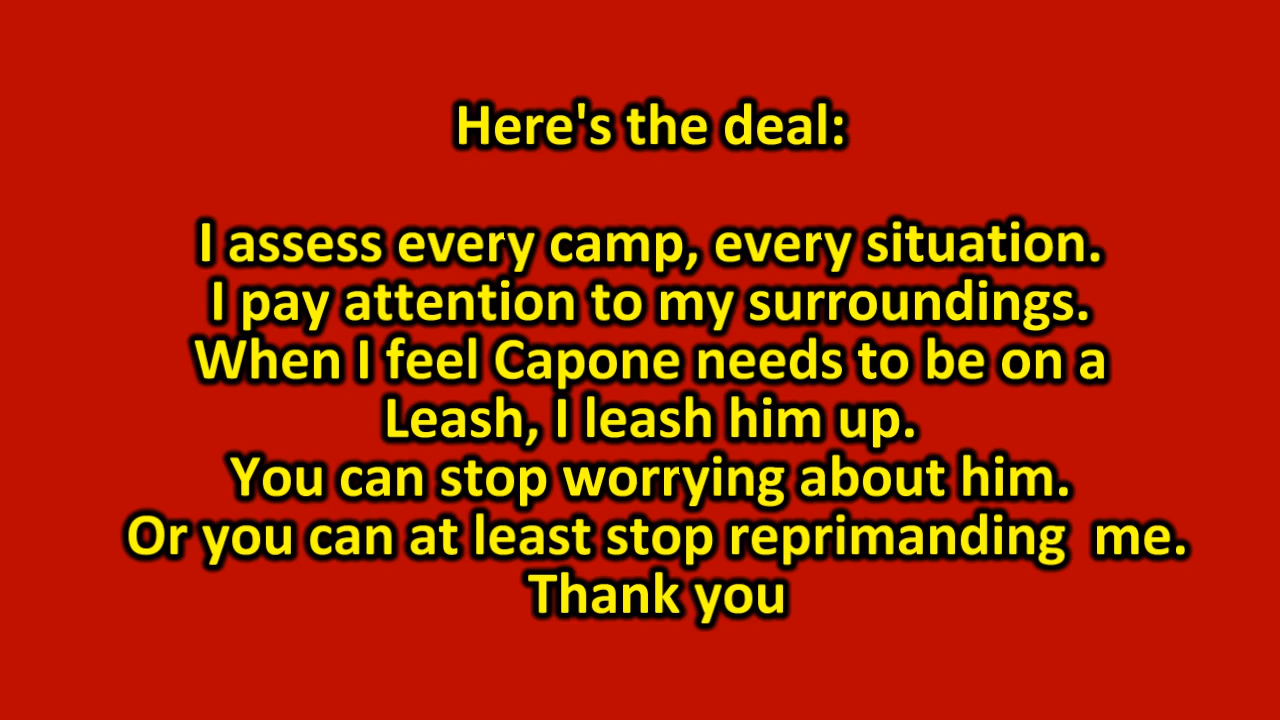 Here's the deal:
I assess every camp, every situation.
I pay attention to my surroundings.
When I feel Capone needs to be on a
Leash, I leash him up.
You can stop worrying about him.
Or you can at least stop reprimanding  me.
Thank you